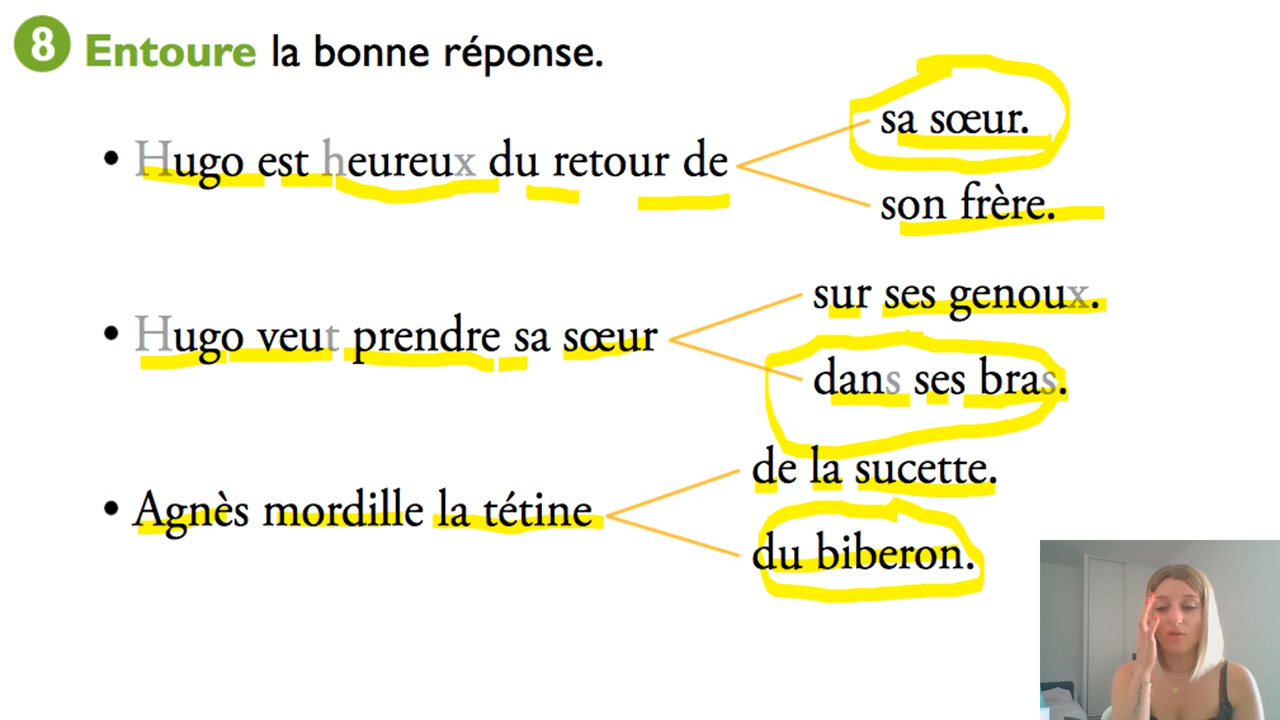 8 Entoure la bonne réponse.
• Hugo est heureux du retour de
sa sœur.
son frère.
• Hugo veut prendre sa sœur
sur ses genoux.
dans ses bras.
• Agnès mordille la tétine
de la sucette.
du biberon.